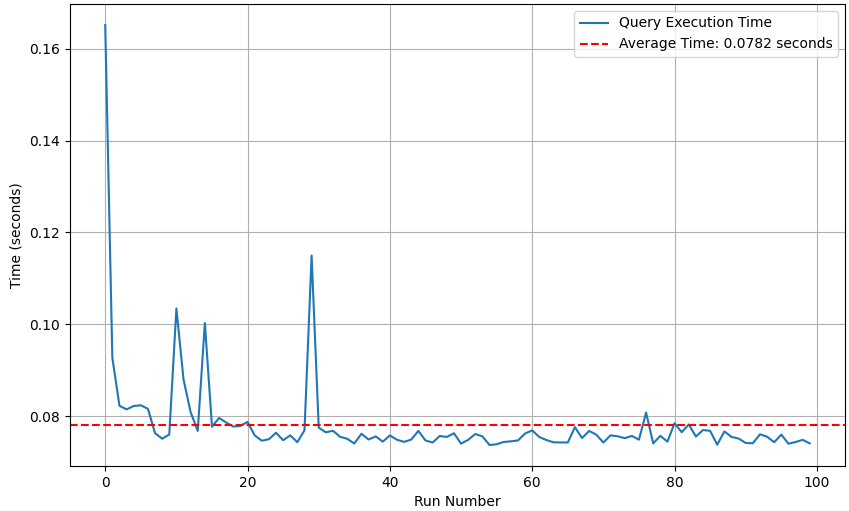 Query Execution Time
Average Time: 0.0782 seconds
0.16
0.14
0.12
0.10
0.08
Time (seconds)
0 20 40 60 80 100
Run Number